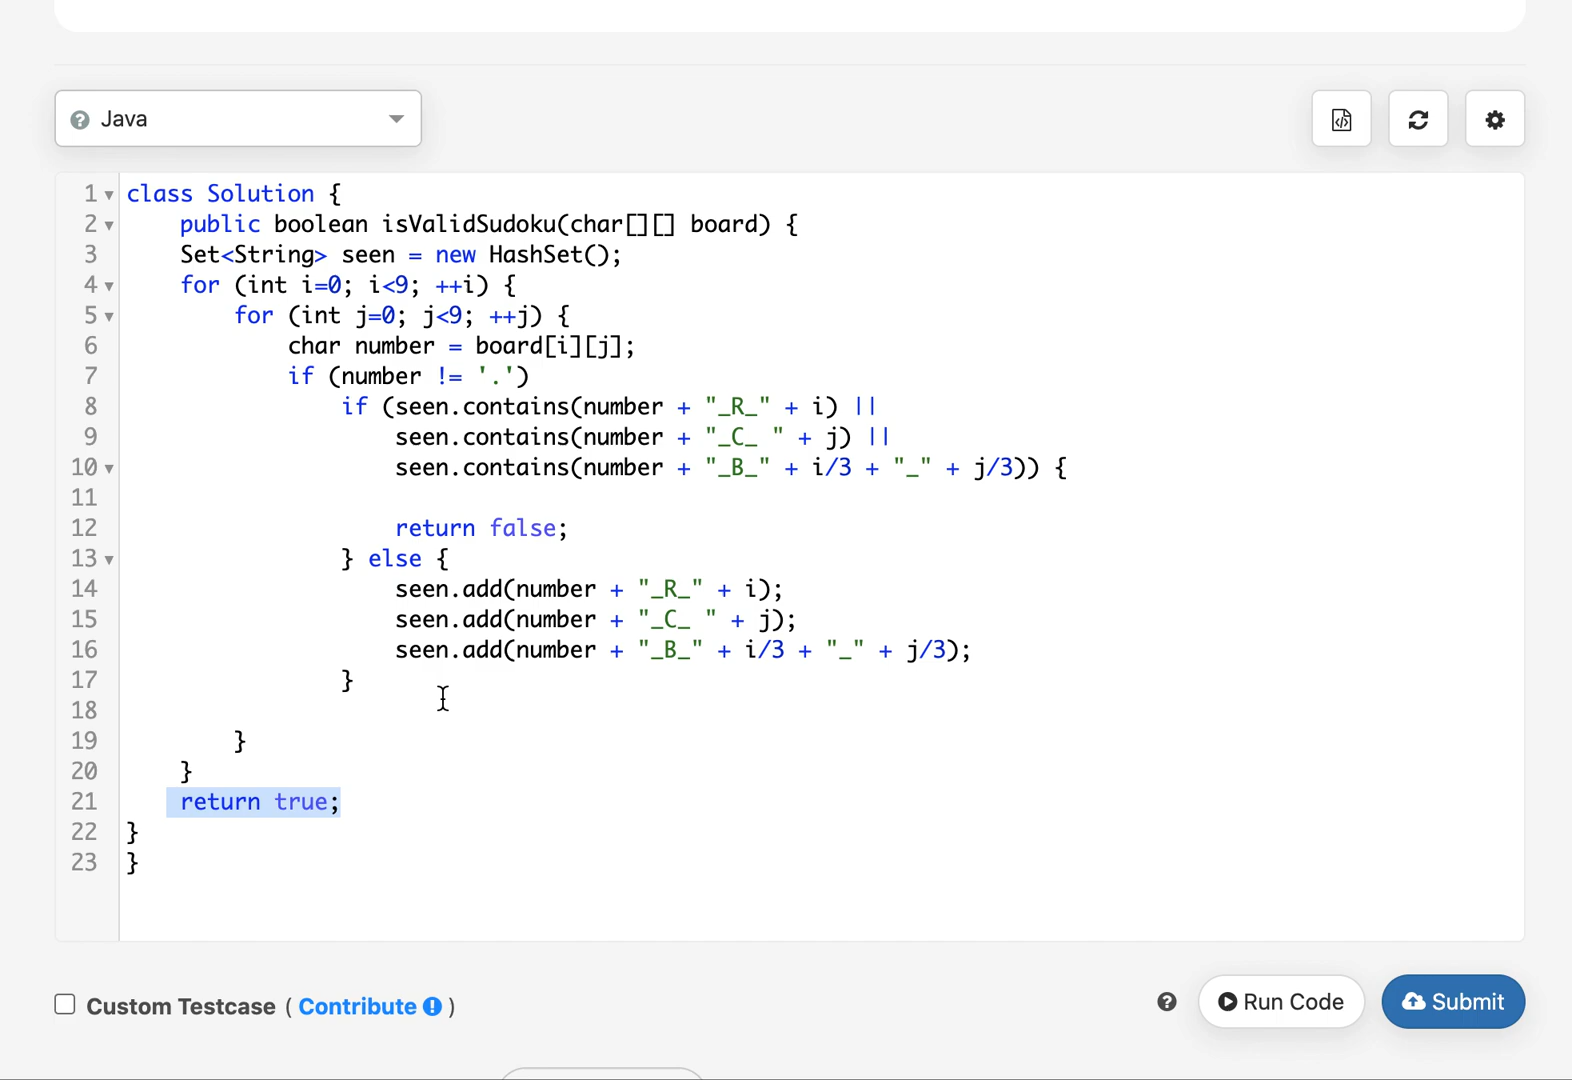 Java
1 class Solution {
2     public boolean isValidSudoku(char[][] board) {
3     Set<String> seen = new HashSet();
4     for (int i=0; i<9; ++i) {
5         for (int j=0; j<9; ++j) {
6             char number = board[i][j];
7             if (number != '.')
8                 if (seen.contains(number + "_R_" + i) ||
9                     seen.contains(number + "_C_ " + j) ||
10                     seen.contains(number + "_B_" + i/3 + "_" + j/3)) {
11
12                     return false;
13                 } else {
14                     seen.add(number + "_R_" + i);
15                     seen.add(number + "_C_ " + j);
16                     seen.add(number + "_B_" + i/3 + "_" + j/3);
17                 }
18
19         }
20     }
21     return true;
22 }
23 }
Custom Testcase ( Contribute ) Run Code Submit